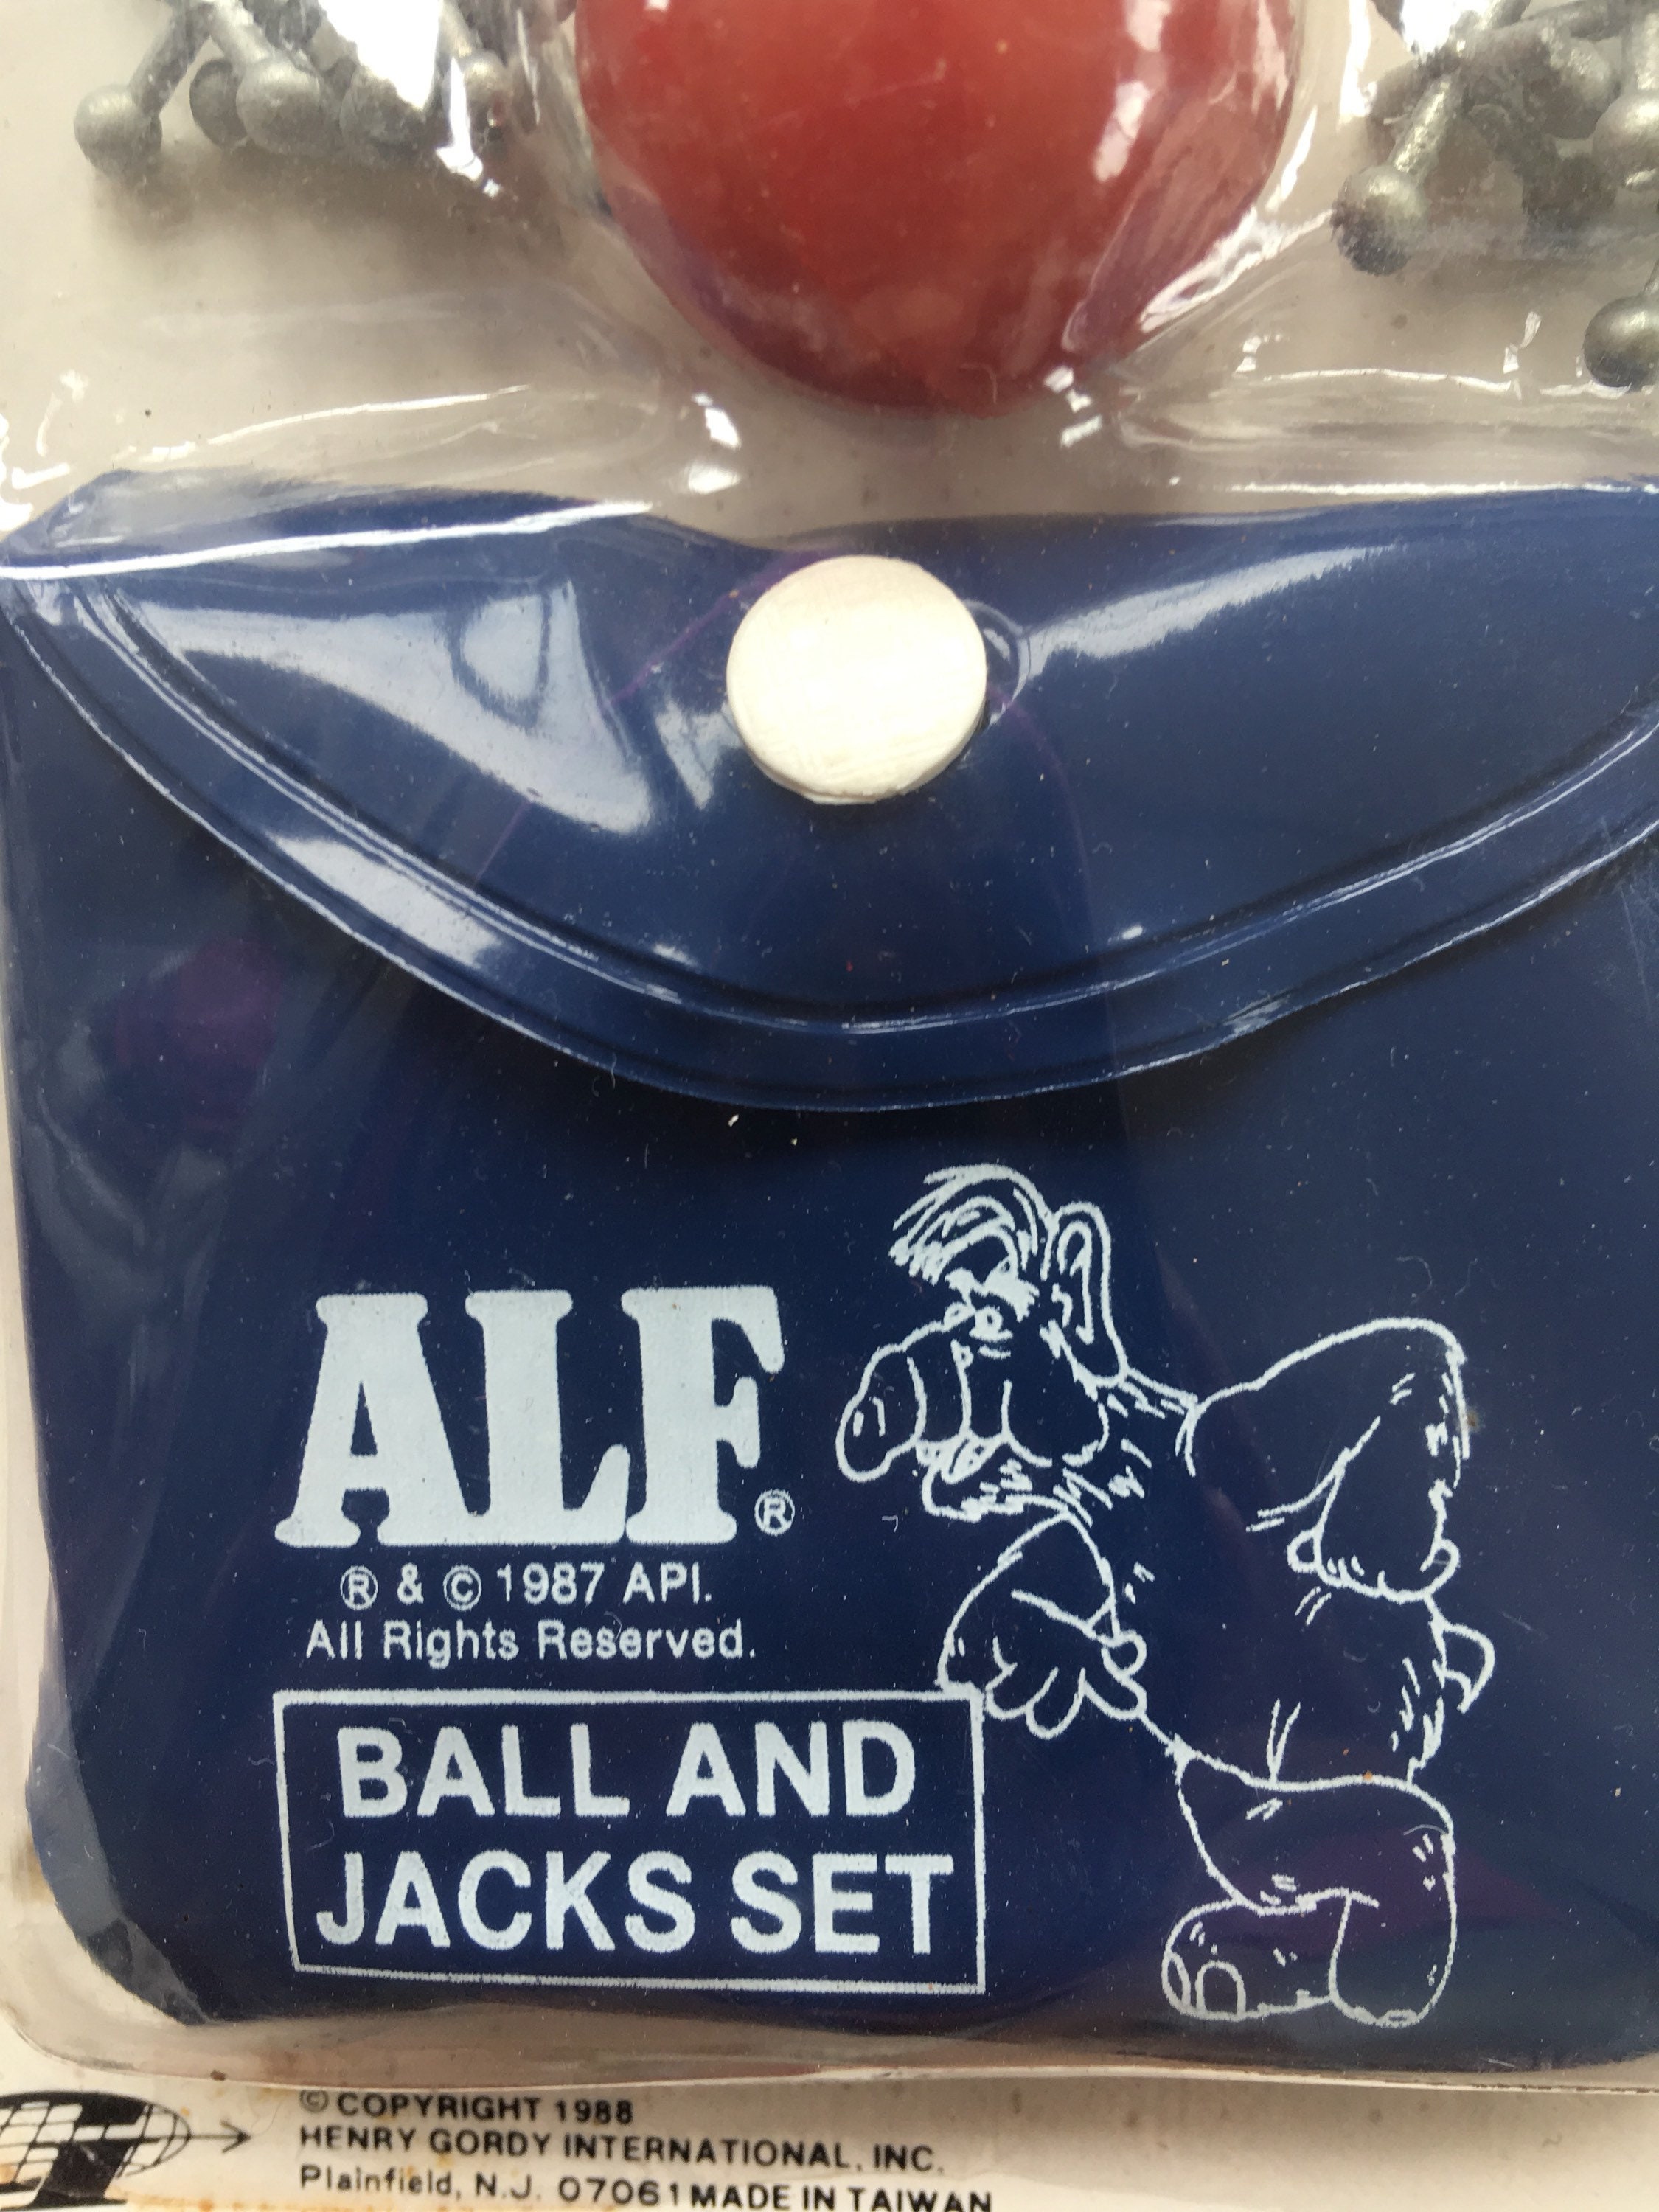 ALF®
® & © 1987 API.
All Rights Reserved.
BALL AND
JACKS SET
© COPYRIGHT 1988
HENRY GORDY INTERNATIONAL, INC.
Plainfield, N.J. 07061 MADE IN TAIWAN